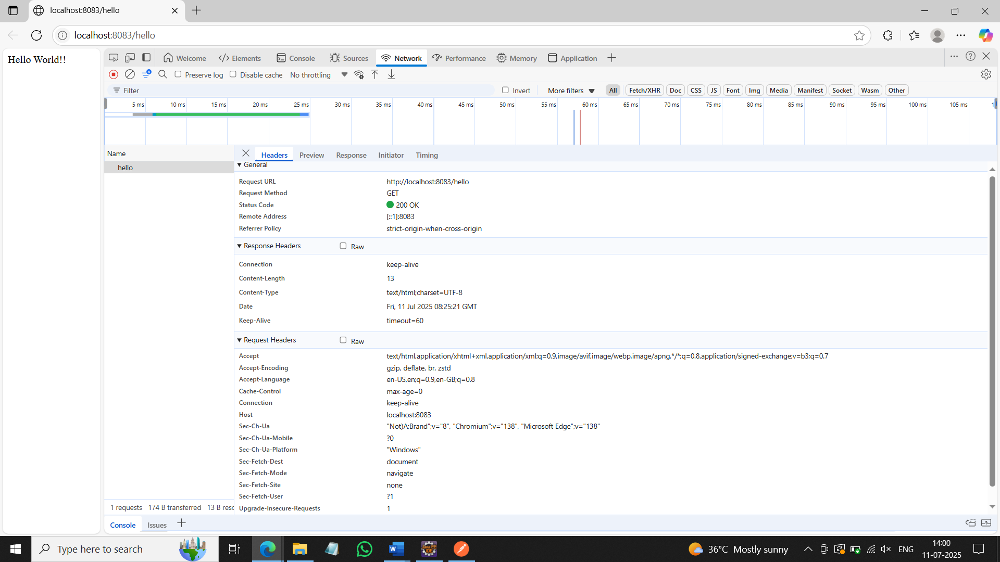 localhost:8083/hello
localhost:8083/hello
Hello World!!
Welcome Elements Console Sources Network Performance Memory Application
Preserve log Disable cache No throttling
Filter Invert More filters All Fetch/XHR Doc CSS JS Font Img Media Manifest Socket Wasm Other
5 ms 10 ms 15 ms 20 ms 25 ms 30 ms 35 ms 40 ms 45 ms 50 ms 55 ms 60 ms 65 ms 70 ms 75 ms 80 ms 85 ms 90 ms 95 ms 100 ms 105 ms 1
Name
hello
Headers Preview Response Initiator Timing
General
Request URL http://localhost:8083/hello
Request Method GET
Status Code 200 OK
Remote Address [::1]:8083
Referrer Policy strict-origin-when-cross-origin
Response Headers Raw
Connection keep-alive
Content-Length 13
Content-Type text/html;charset=UTF-8
Date Fri, 11 Jul 2025 08:25:21 GMT
Keep-Alive timeout=60
Request Headers Raw
Accept text/html,application/xhtml+xml,application/xml;q=0.9,image/avif,image/webp,image/apng,*/*;q=0.8,application/signed-exchange;v=b3;q=0.7
Accept-Encoding gzip, deflate, br, zstd
Accept-Language en-US,en;q=0.9,en-GB;q=0.8
Cache-Control max-age=0
Connection keep-alive
Host localhost:8083
Sec-Ch-Ua "Not)A;Brand";v="8", "Chromium";v="138", "Microsoft Edge";v="138"
Sec-Ch-Ua-Mobile ?0
Sec-Ch-Ua-Platform "Windows"
Sec-Fetch-Dest document
Sec-Fetch-Mode navigate
Sec-Fetch-Site none
Sec-Fetch-User ?1
Upgrade-Insecure-Requests 1
1 requests 174 B transferred 13 B resc
Console Issues
Type here to search
Java EE
IDE
36°C Mostly sunny
ENG
14:00
11-07-2025